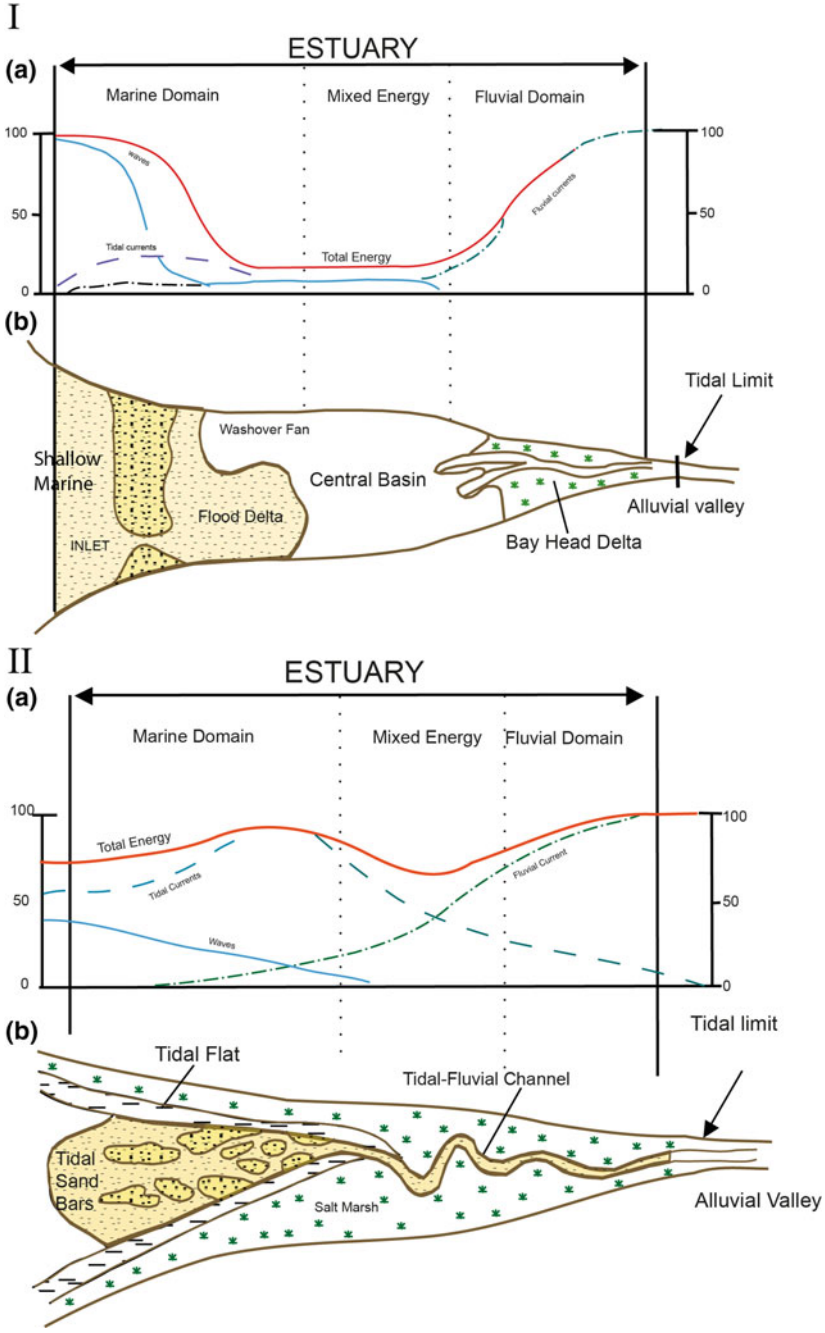 I
ESTUARY
(a)
Marine Domain
Mixed Energy
Fluvial Domain
100
100
waves
50
50
Fluvial currents
Tidal currents
Total Energy
0
0
(b)
Tidal Limit
Washover Fan
Shallow
Marine
Central Basin
Flood Delta
Alluvial valley
INLET
Bay Head Delta
II
ESTUARY
(a)
Marine Domain
Mixed Energy
Fluvial Domain
100
100
Total Energy
Fluvial Current
Tidal Currents
50
50
Waves
0
0
Tidal limit
(b)
Tidal Flat
Tidal-Fluvial Channel
Tidal
Sand
Bars
Salt Marsh
Alluvial Valley